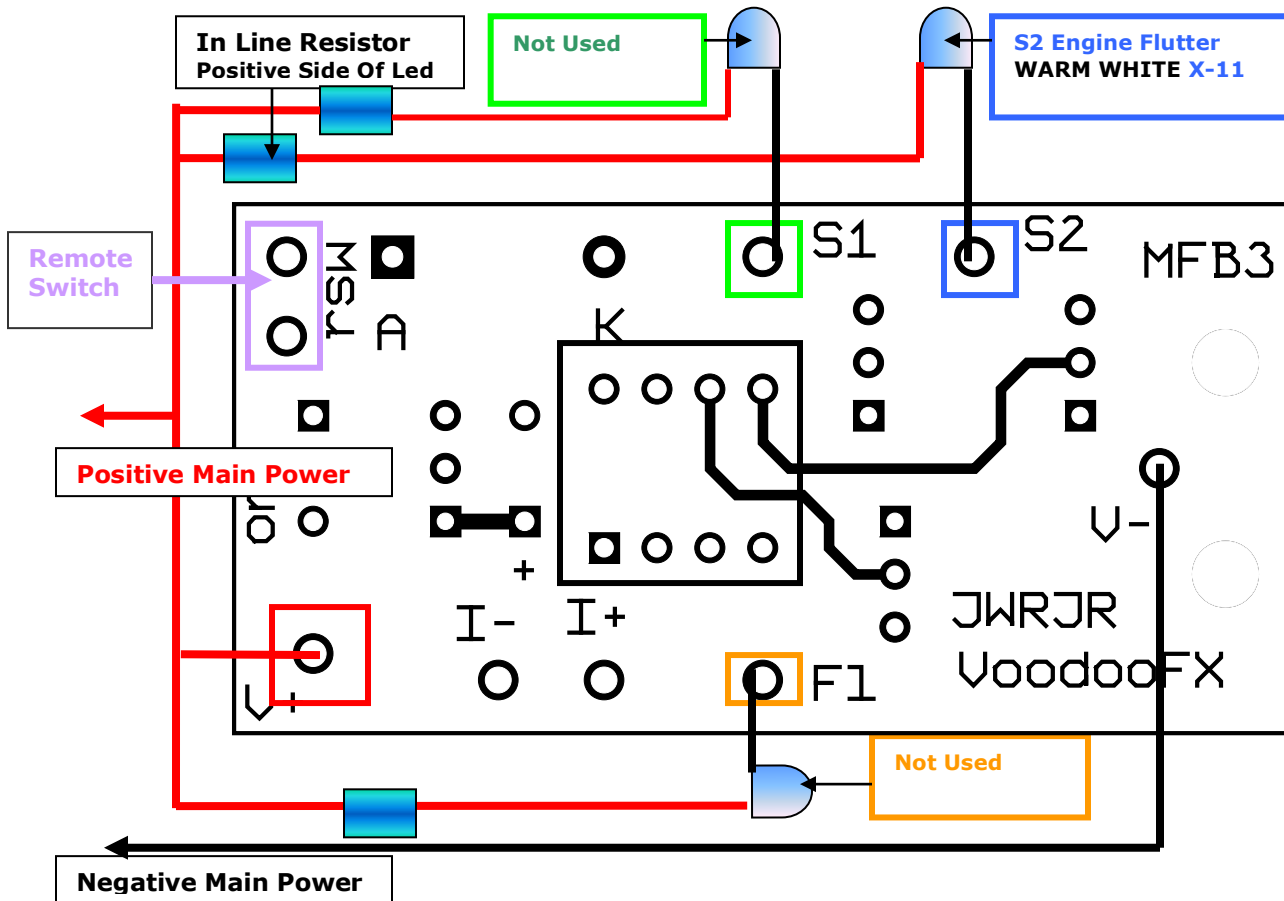 In Line Resistor
Positive Side Of Led
Not Used
S2 Engine Flutter
WARM WHITE X-11
Remote
Switch
rsw
A
K
S1
S2
MFB3
Positive Main Power
or
+
V-
I-
I+
JWRJR
VoodooFX
V+
F1
Not Used
Negative Main Power